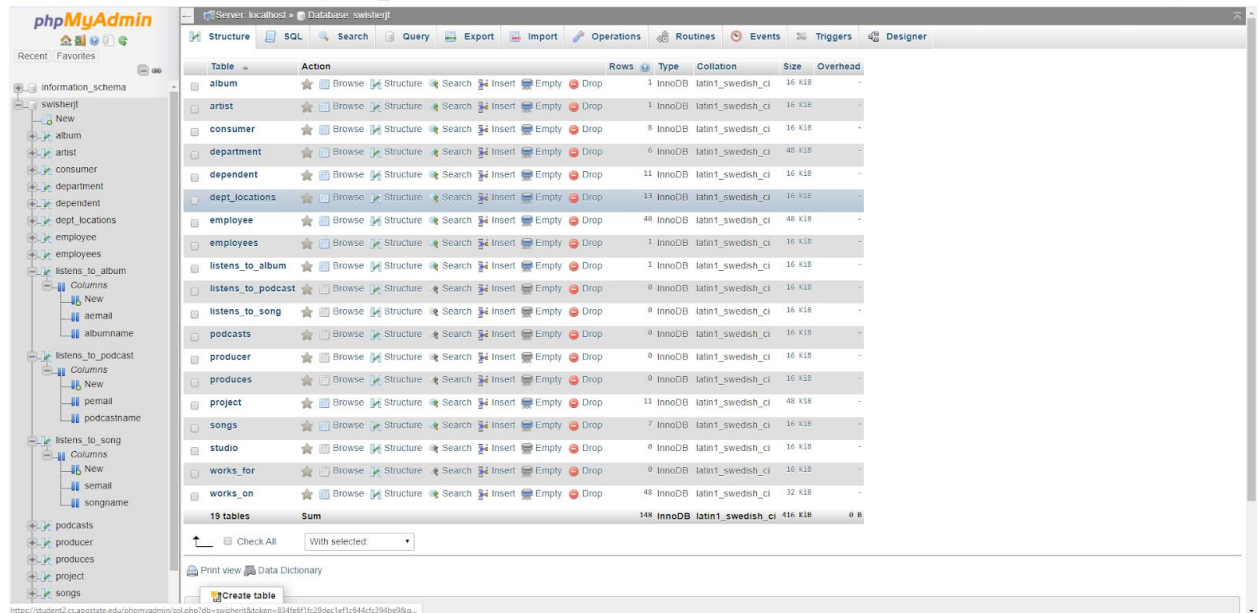 phpMyAdmin
Recent Favorites
information_schema
swisherjt
New
album
artist
consumer
department
dependent
dept_locations
employee
employees
listens_to_album
Columns
New
aemail
albumname
listens_to_podcast
Columns
New
pemail
podcastname
listens_to_song
Columns
New
semail
songname
podcasts
producer
produces
project
songs
Server: localhost » Database: swisherjt
Structure SQL Search Query Export Import Operations Routines Events Triggers Designer
Table Action Rows Type Collation Size Overhead
album Browse Structure Search Insert Empty Drop 1 InnoDB latin1_swedish_ci 16 KiB -
artist Browse Structure Search Insert Empty Drop 1 InnoDB latin1_swedish_ci 16 KiB -
consumer Browse Structure Search Insert Empty Drop 8 InnoDB latin1_swedish_ci 16 KiB -
department Browse Structure Search Insert Empty Drop 6 InnoDB latin1_swedish_ci 48 KiB -
dependent Browse Structure Search Insert Empty Drop 11 InnoDB latin1_swedish_ci 16 KiB -
dept_locations Browse Structure Search Insert Empty Drop 13 InnoDB latin1_swedish_ci 16 KiB -
employee Browse Structure Search Insert Empty Drop 40 InnoDB latin1_swedish_ci 48 KiB -
employees Browse Structure Search Insert Empty Drop 1 InnoDB latin1_swedish_ci 16 KiB -
listens_to_album Browse Structure Search Insert Empty Drop 1 InnoDB latin1_swedish_ci 16 KiB -
listens_to_podcast Browse Structure Search Insert Empty Drop 0 InnoDB latin1_swedish_ci 16 KiB -
listens_to_song Browse Structure Search Insert Empty Drop 0 InnoDB latin1_swedish_ci 16 KiB -
podcasts Browse Structure Search Insert Empty Drop 0 InnoDB latin1_swedish_ci 16 KiB -
producer Browse Structure Search Insert Empty Drop 0 InnoDB latin1_swedish_ci 16 KiB -
produces Browse Structure Search Insert Empty Drop 0 InnoDB latin1_swedish_ci 16 KiB -
project Browse Structure Search Insert Empty Drop 11 InnoDB latin1_swedish_ci 48 KiB -
songs Browse Structure Search Insert Empty Drop 7 InnoDB latin1_swedish_ci 16 KiB -
studio Browse Structure Search Insert Empty Drop 0 InnoDB latin1_swedish_ci 16 KiB -
works_for Browse Structure Search Insert Empty Drop 0 InnoDB latin1_swedish_ci 16 KiB -
works_on Browse Structure Search Insert Empty Drop 48 InnoDB latin1_swedish_ci 32 KiB -
19 tables Sum 148 InnoDB latin1_swedish_ci 416 KiB 0 B
Check All With selected:
Print view Data Dictionary
Create table